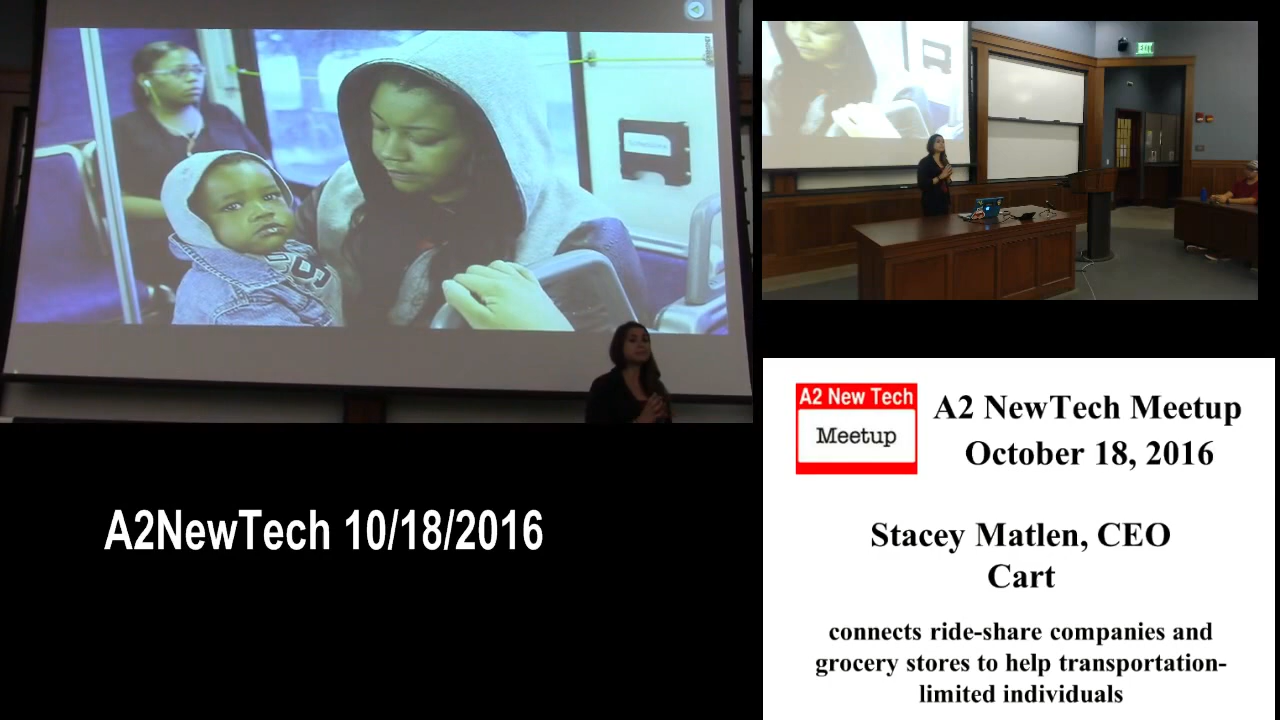 A2NewTech 10/18/2016
A2 New Tech
Meetup
A2 NewTech Meetup
October 18, 2016
Stacey Matlen, CEO
Cart
connects ride-share companies and
grocery stores to help transportation-
limited individuals